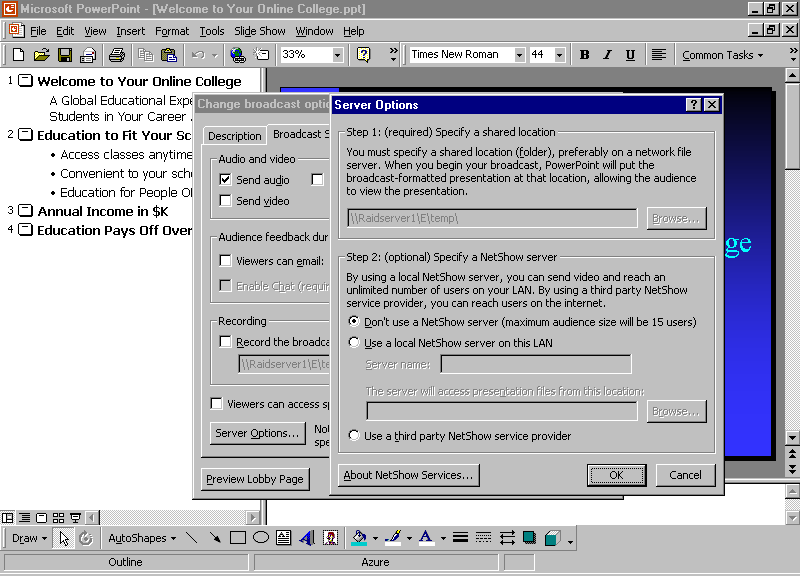 Microsoft PowerPoint - [Welcome to Your Online College.ppt]
File Edit View Insert Format Tools Slide Show Window Help
33% Times New Roman 44 B I U Common Tasks
1 Welcome to Your Online College
A Global Educational Expe
Students in Your Career
2 Education to Fit Your Sc
• Access classes anytime
• Convenient to your sch
• Education for People Ol
3 Annual Income in $K
4 Education Pays Off Over
ge
Change broadcast optio
Description
Broadcast S
Audio and video
Send audio
Send video
Audience feedback dur
Viewers can email:
Enable Chat (requir
Recording
Record the broadca
\\Raidserver1\E\te
Viewers can access sp
Server Options...
Not
spe
Preview Lobby Page
Server Options
Step 1: (required) Specify a shared location
You must specify a shared location (folder), preferably on a network file
server. When you begin your broadcast, PowerPoint will put the
broadcast-formatted presentation at that location, allowing the audience
to view the presentation.
\\Raidserver1\E\temp\
Browse...
Step 2: (optional) Specify a NetShow server
By using a local NetShow server, you can send video and reach an
unlimited number of users on your LAN. By using a third party NetShow
service provider, you can reach users on the internet.
Don't use a NetShow server (maximum audience size will be 15 users)
Use a local NetShow server on this LAN
Server name:
The server will access presentation files from this location:
Browse...
Use a third party NetShow service provider
About NetShow Services...
OK
Cancel
Draw AutoShapes
Outline Azure